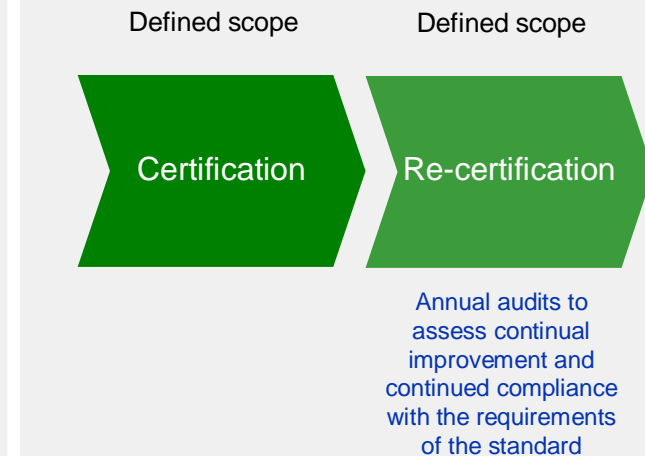 Defined scope
Defined scope
Certification
Re-certification
Annual audits to
assess continual
improvement and
continued compliance
with the requirements
of the standard